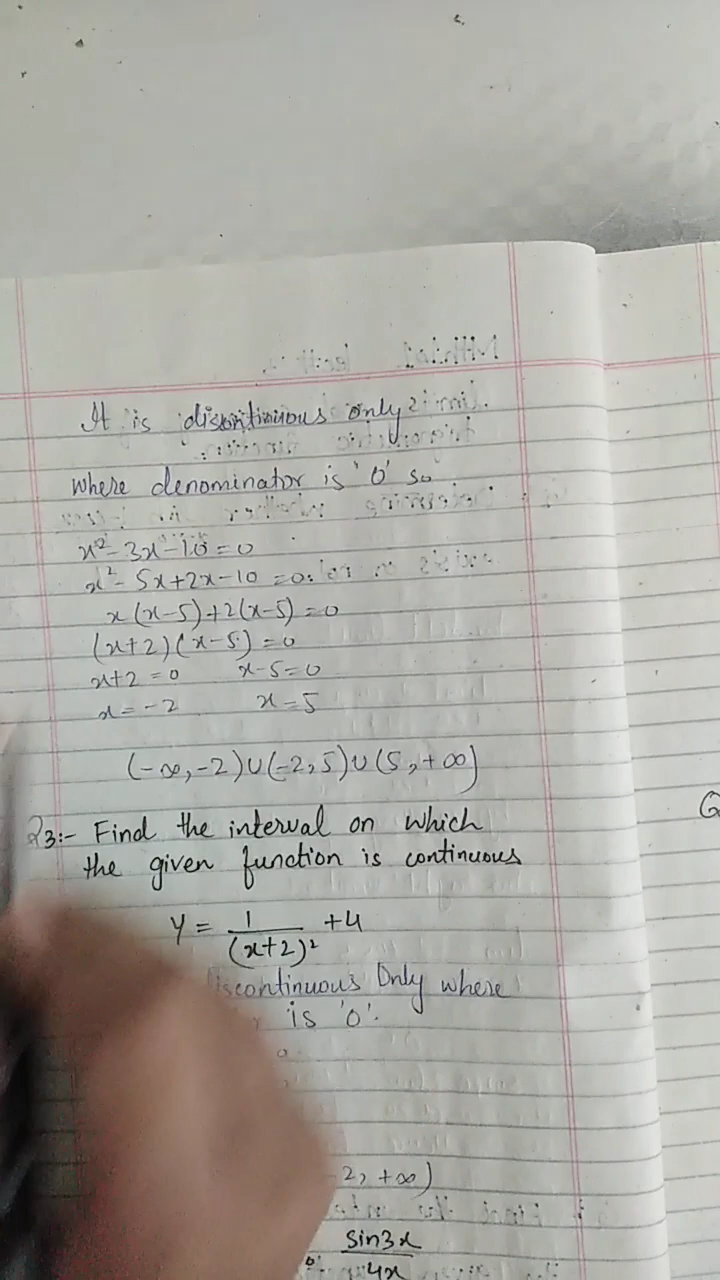 It is discontinuous only
where denominator is '0' so
x²-3x-10=0
x²-5x+2x-10=0
x(x-5)+2(x-5)=0
(x+2)(x-5)=0
x+2=0 x-5=0
x=-2 x=5
(-∞,-2)∪(-2,5)∪(5,+∞)
3:- Find the interval on which
the given function is continuous
y = 1/(x+2)² +4
iscontinuous Only where
is '0'.
2, +∞)
sin3x
4x